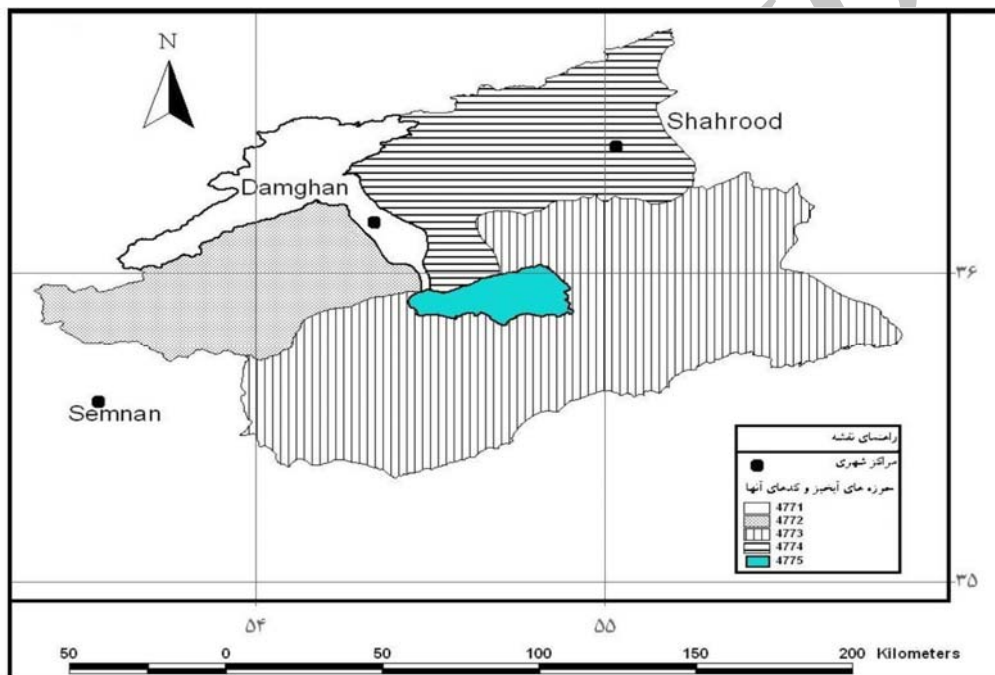 N
Shahrood
Damghan
۳۶
Semnan
راهنمای نقشه
مراکز شهری
حوزه های آبخیز و کدهای آنها
4771
4772
4773
4774
4775
۳۵
۵۴ ۵۵
50 0 50 100 150 200 Kilometers